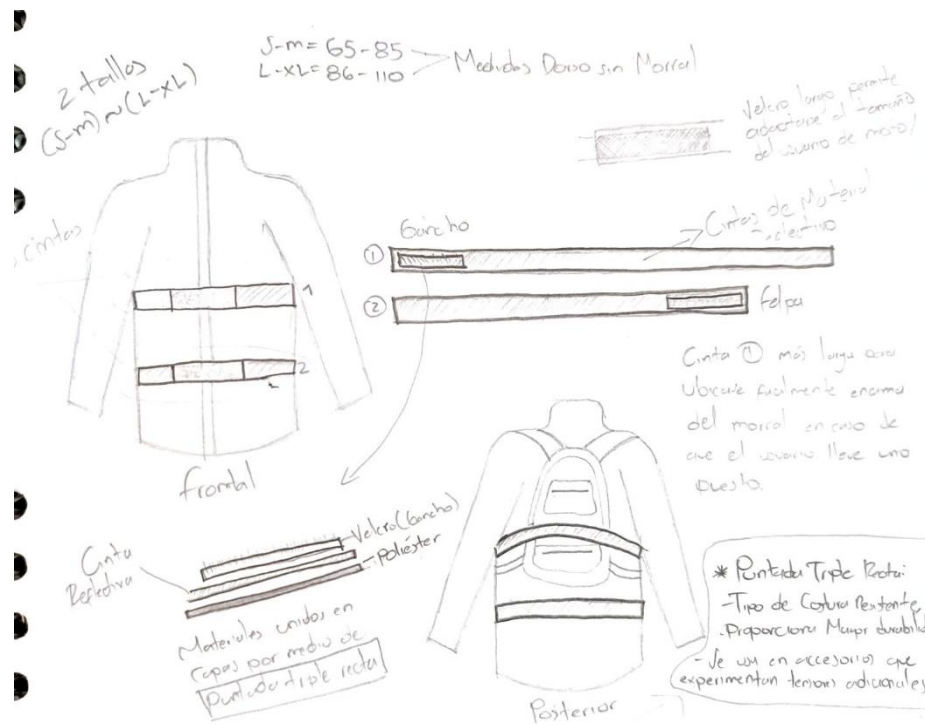 2 tallas
(S-M) ~ (L-XL)
S-M = 65-85
L-XL = 86-110
Medidas Dorso sin Morral
Velcro largo permite
adaptarse al tamaño
del usuario de moto/
cintas
Gancho
Cintas de Material
①
② Felpa
1
2
Cinta ① más larga para
Ubicarse facilmente encima
del morral en caso de
que el usuario lleve uno
puesto.
frontal
Cinta
Reflectiva
Velcro (Gancho)
Poliéster
Materiales unidos en
capas por medio de
Puntada triple recta
* Puntada Triple Recta:
-Tipo de Costura Resistente
-Proporciona Mayor
-Se usa en accesorios que
experimentan adicionales
Posterior